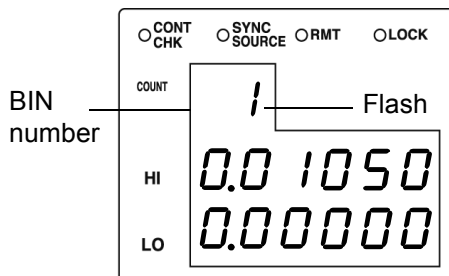 CONT CHK SYNC SOURCE RMT LOCK
COUNT
BIN number
1
Flash
HI 0.01050
LO 0.00000